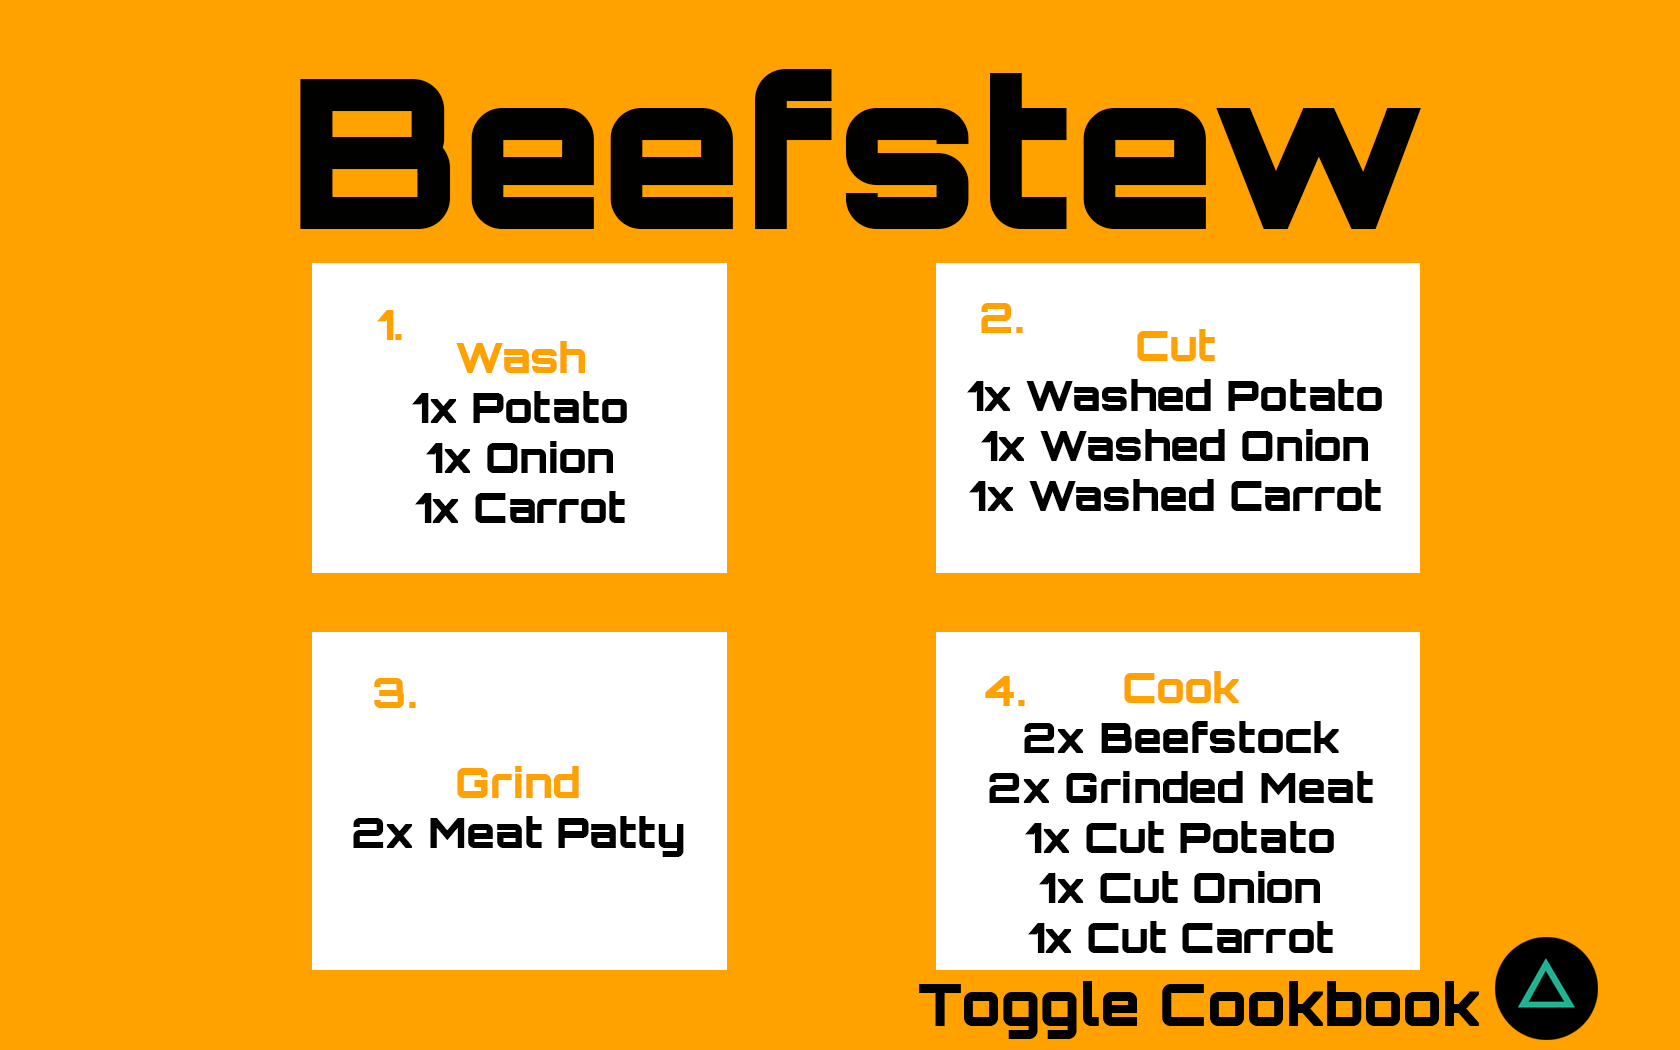 Beefstew
1.
Wash
1x Potato
1x Onion
1x Carrot
2.
Cut
1x Washed Potato
1x Washed Onion
1x Washed Carrot
3.
Grind
2x Meat Patty
4.
Cook
2x Beefstock
2x Grinded Meat
1x Cut Potato
1x Cut Onion
1x Cut Carrot
Toggle Cookbook